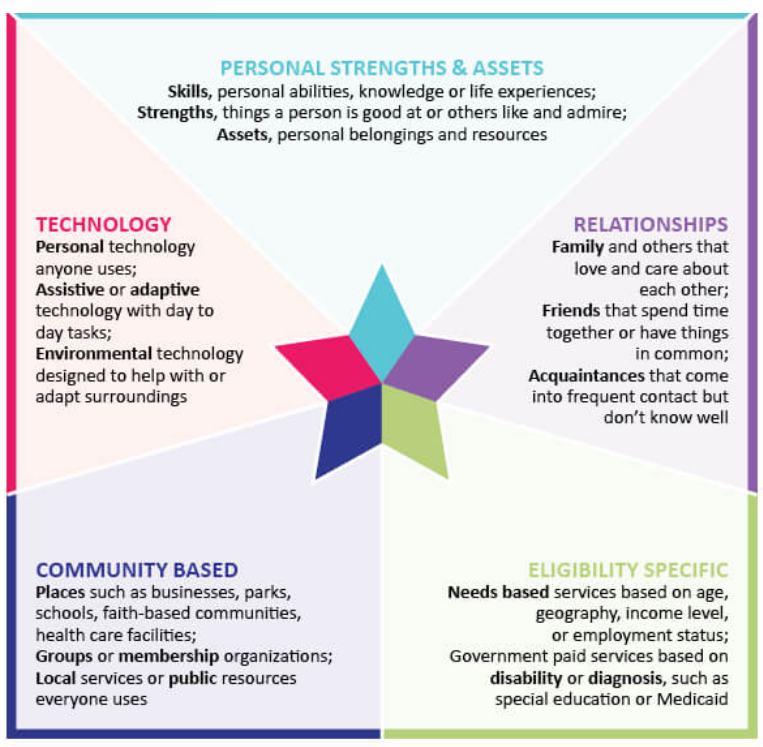 PERSONAL STRENGTHS & ASSETS
Skills, personal abilities, knowledge or life experiences;
Strengths, things a person is good at or others like and admire;
Assets, personal belongings and resources
TECHNOLOGY
Personal technology
anyone uses;
Assistive or adaptive
technology with day to
day tasks;
Environmental technology
designed to help with or
adapt surroundings
RELATIONSHIPS
Family and others that
love and care about
each other;
Friends that spend time
together or have things
in common;
Acquaintances that come
into frequent contact but
don't know well
COMMUNITY BASED
Places such as businesses, parks,
schools, faith-based communities,
health care facilities;
Groups or membership organizations;
Local services or public resources
everyone uses
ELIGIBILITY SPECIFIC
Needs based services based on age,
geography, income level,
or employment status;
Government paid services based on
disability or diagnosis, such as
special education or Medicaid